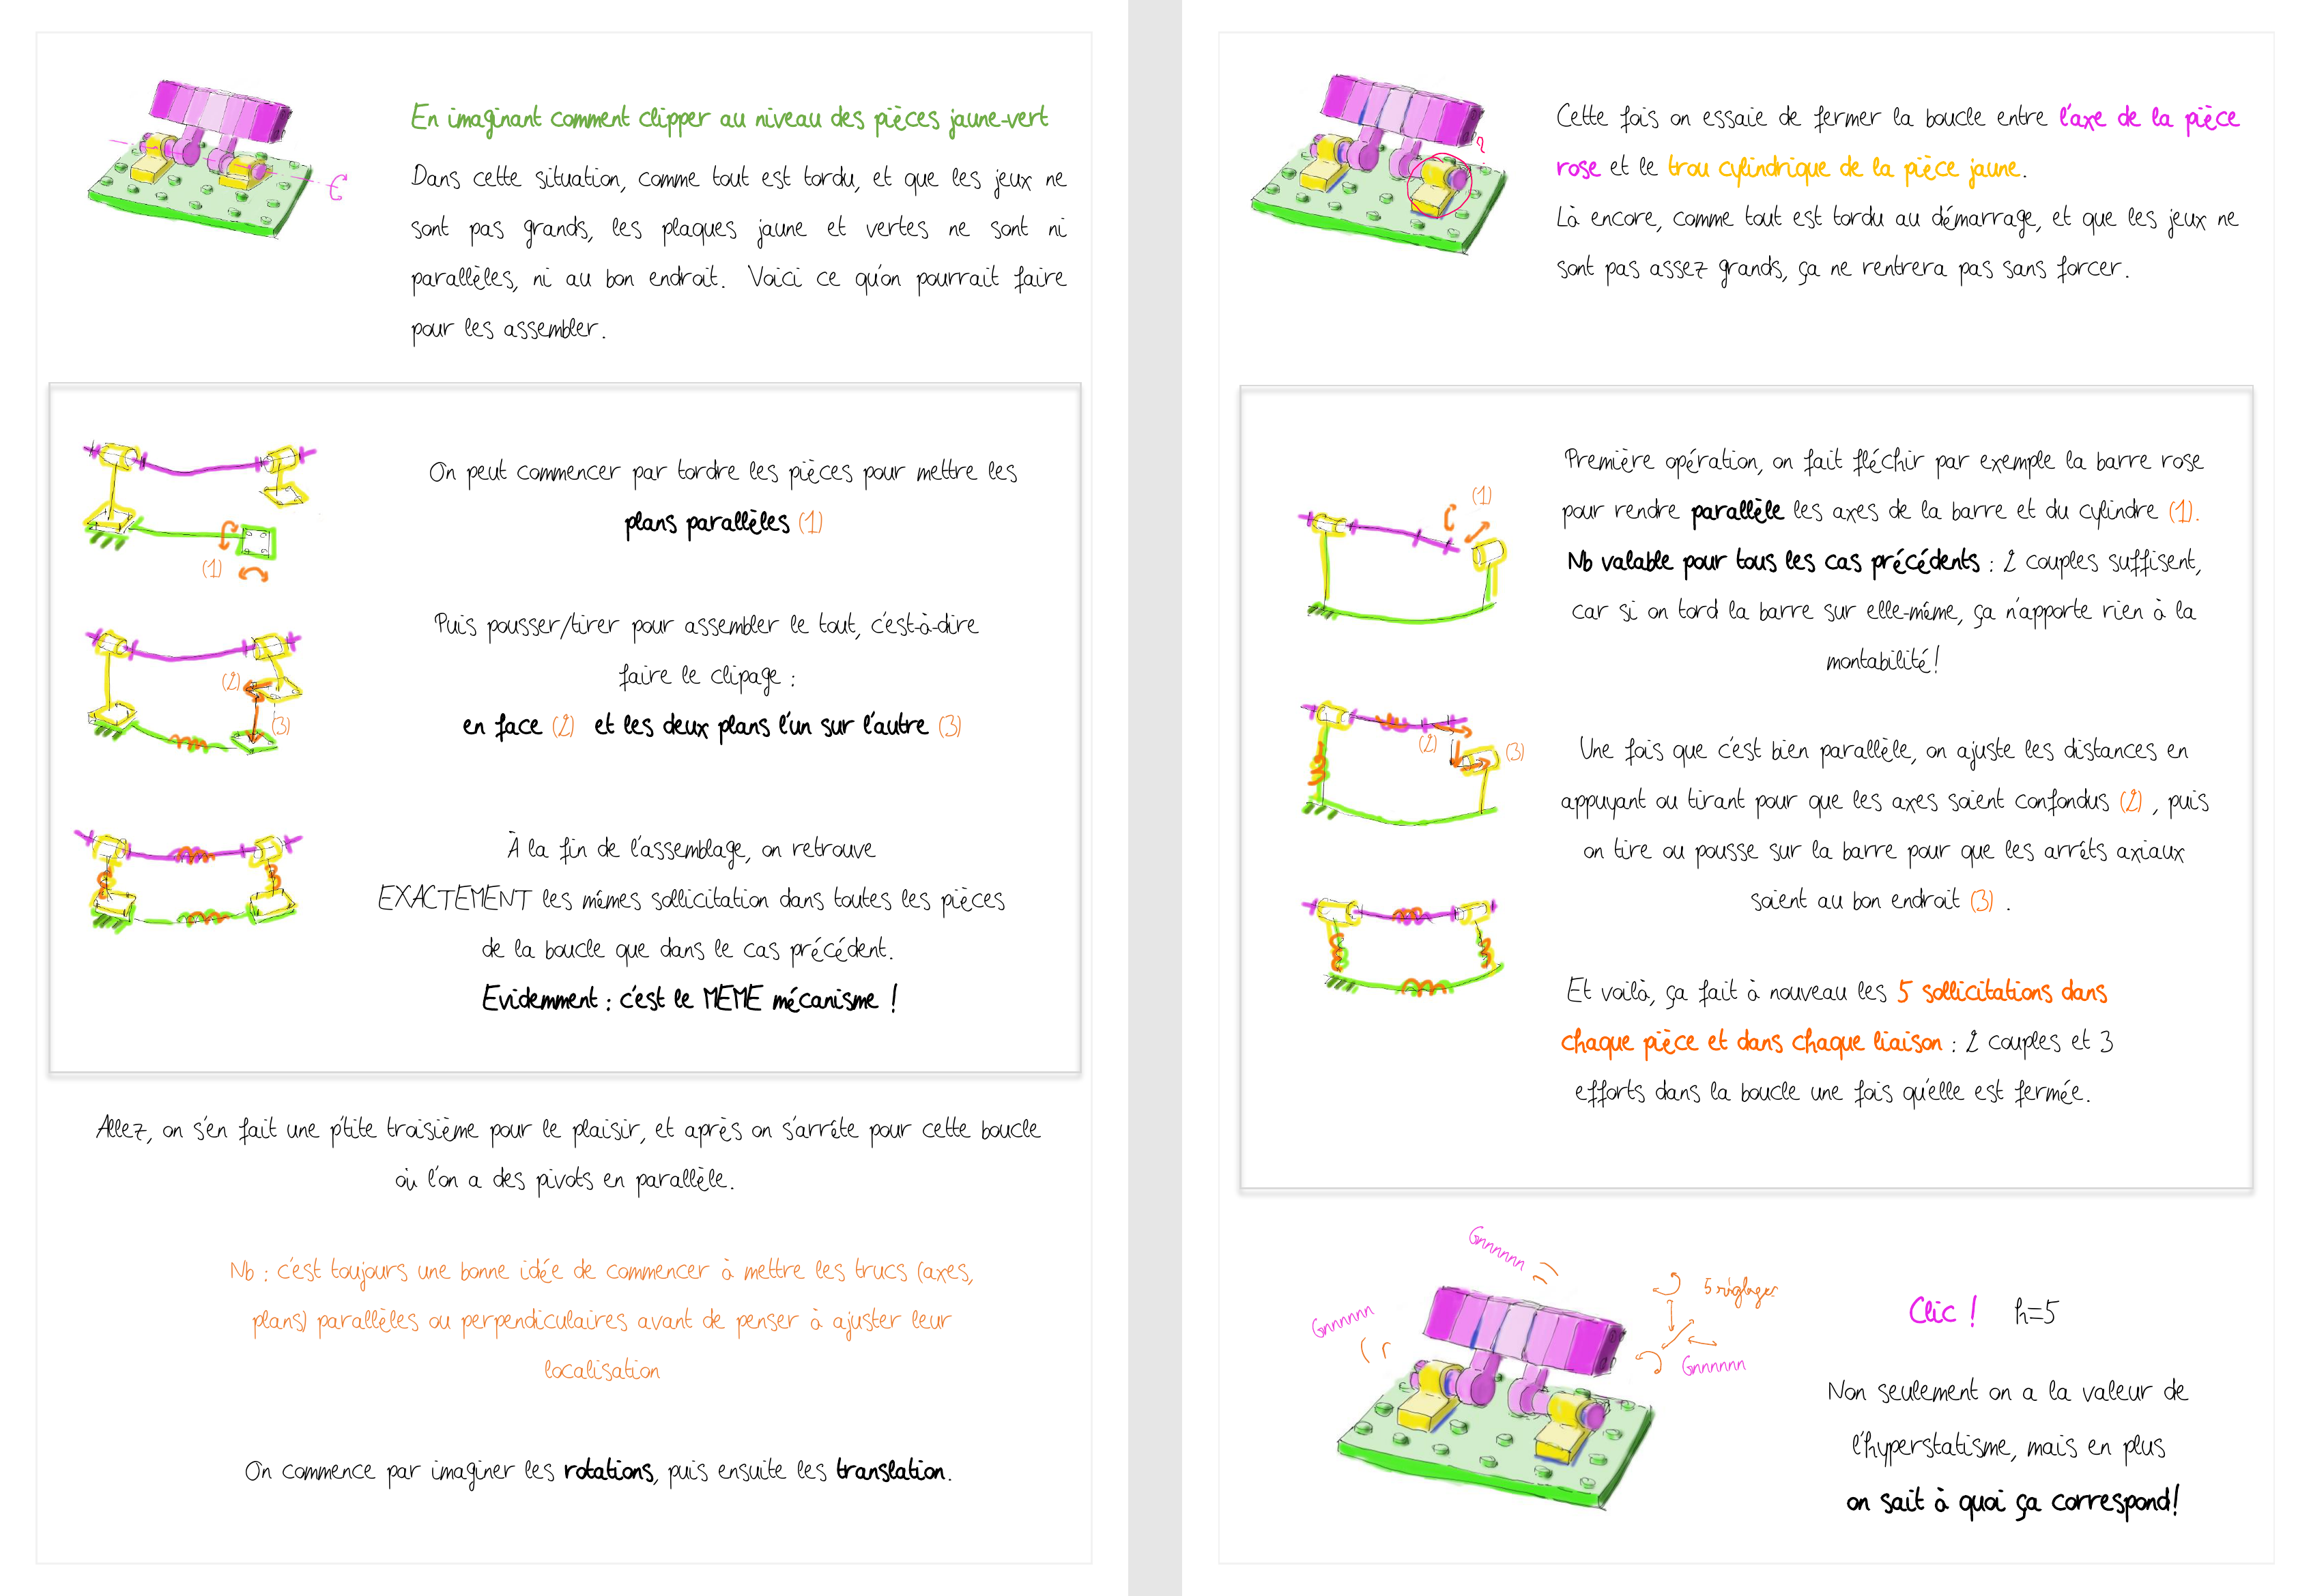 En imaginant comment clipper au niveau des pièces jaune-vert
Dans cette situation, comme tout est tordu, et que les jeux ne
sont pas grands, les plaques jaune et vertes ne sont ni
parallèles, ni au bon endroit. Voici ce qu'on pourrait faire
pour les assembler.
(1)
On peut commencer par tordre les pièces pour mettre les
plans parallèles (1)
(2)
(3)
Puis pousser/tirer pour assembler le tout, c'est-à-dire
faire le clipage :
en face (2) et les deux plans l'un sur l'autre (3)
À la fin de l'assemblage, on retrouve
EXACTEMENT les mêmes sollicitation dans toutes les pièces
de la boucle que dans le cas précédent.
Evidemment : c'est le MEME mécanisme !
Allez, on s'en fait une p'tite troisième pour le plaisir, et après on s'arrête pour cette boucle
où l'on a des pivots en parallèle.
Nb : c'est toujours une bonne idée de commencer à mettre les trucs (axes,
plans) parallèles ou perpendiculaires avant de penser à ajuster leur
localisation
On commence par imaginer les rotations, puis ensuite les translation.
Cette fois on essaie de fermer la boucle entre l'axe de la pièce
rose et le trou cylindrique de la pièce jaune.
Là encore, comme tout est tordu au démarrage, et que les jeux ne
sont pas assez grands, ça ne rentrera pas sans forcer.
(1)
Première opération, on fait fléchir par exemple la barre rose
pour rendre parallèle les axes de la barre et du cylindre (1).
Nb valable pour tous les cas précédents : 2 couples suffisent,
car si on tord la barre sur elle-même, ça n'apporte rien à la
montabilité!
(2)
(3)
Une fois que c'est bien parallèle, on ajuste les distances en
appuyant ou tirant pour que les axes soient confondus (2) , puis
on tire ou pousse sur la barre pour que les arrêts axiaux
soient au bon endroit (3) .
Et voilà, ça fait à nouveau les 5 sollicitations dans
chaque pièce et dans chaque liaison : 2 couples et 3
efforts dans la boucle une fois qu'elle est fermée.
Gnnnnnn
5 réglages
Gnnnnnn
Gnnnnnn
Clic ! h=5
Non seulement on a la valeur de
l'hyperstatisme, mais en plus
on sait à quoi ça correspond!